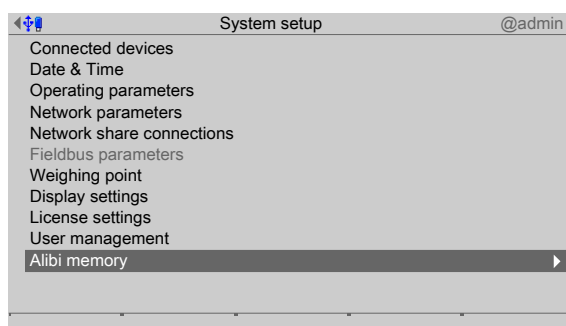 System setup @admin
Connected devices
Date & Time
Operating parameters
Network parameters
Network share connections
Fieldbus parameters
Weighing point
Display settings
License settings
User management
Alibi memory